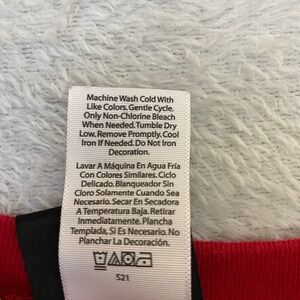 Machine Wash Cold With
Like Colors. Gentle Cycle.
Only Non-Chlorine Bleach
When Needed. Tumble Dry
Low. Remove Promptly. Cool
Iron If Needed. Do Not Iron
Decoration.
Lavar A Máquina En Agua Fría
Con Colores Similares. Ciclo
Delicado. Blanqueador Sin
Cloro Solamente Cuando Sea
Necesario. Secar En Secadora
A Temperatura Baja. Retirar
Inmediatamente. Plancha
Templada, Si Es Necesario. No
Planchar La Decoración.
S21